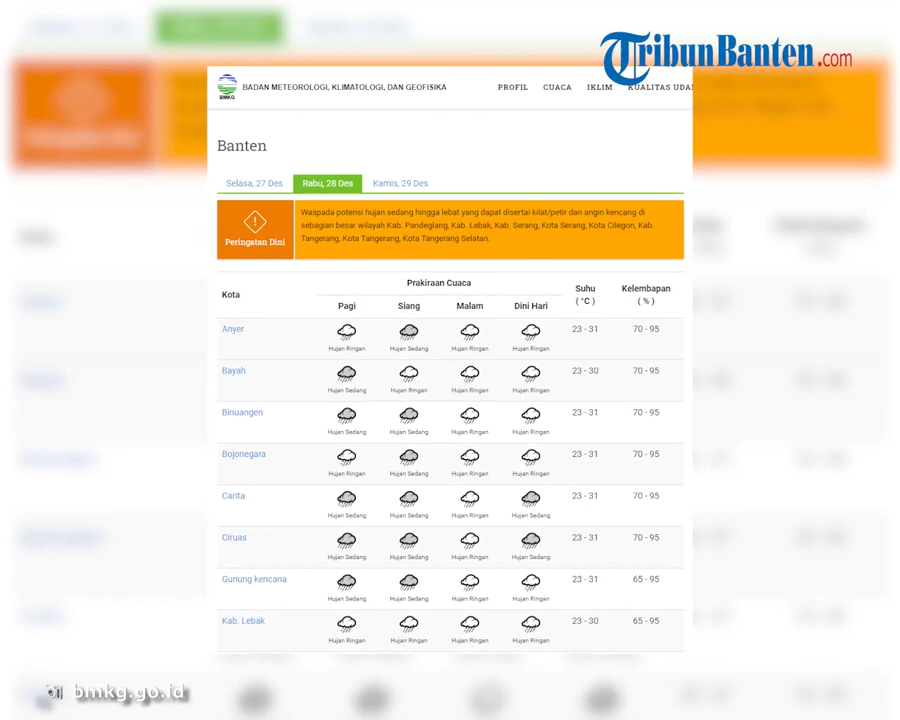 TribunBanten.com
BMKG
BADAN METEOROLOGI, KLIMATOLOGI, DAN GEOFISIKA
PROFIL CUACA IKLIM KUALITAS UDA
Banten
Selasa, 27 Des Rabu, 28 Des Kamis, 29 Des
Peringatan Dini
Waspada potensi hujan sedang hingga lebat yang dapat disertai kilat/petir dan angin kencang di
sebagian besar wilayah Kab. Pandeglang, Kab. Lebak, Kab. Serang, Kota Serang, Kota Cilegon, Kab.
Tangerang, Kota Tangerang, Kota Tangerang Selatan.
Kota
Prakiraan Cuaca
Pagi Siang Malam Dini Hari
Suhu
( °C )
Kelembapan
( % )
Anyer 23 - 31 70 - 95
Hujan Ringan Hujan Sedang Hujan Ringan Hujan Ringan
Bayah 23 - 30 70 - 95
Hujan Sedang Hujan Ringan Hujan Ringan Hujan Ringan
Binuangen 23 - 31 70 - 95
Hujan Sedang Hujan Sedang Hujan Ringan Hujan Ringan
Bojonegara 23 - 31 70 - 95
Hujan Ringan Hujan Sedang Hujan Ringan Hujan Ringan
Carita 23 - 31 70 - 95
Hujan Sedang Hujan Sedang Hujan Ringan Hujan Sedang
Ciruas 23 - 31 70 - 95
Hujan Sedang Hujan Sedang Hujan Ringan Hujan Sedang
Gunung kencana 23 - 31 65 - 95
Hujan Sedang Hujan Sedang Hujan Ringan Hujan Ringan
Kab. Lebak 23 - 30 65 - 95
Hujan Ringan Hujan Ringan Hujan Ringan Hujan Ringan
bmkg.go.id